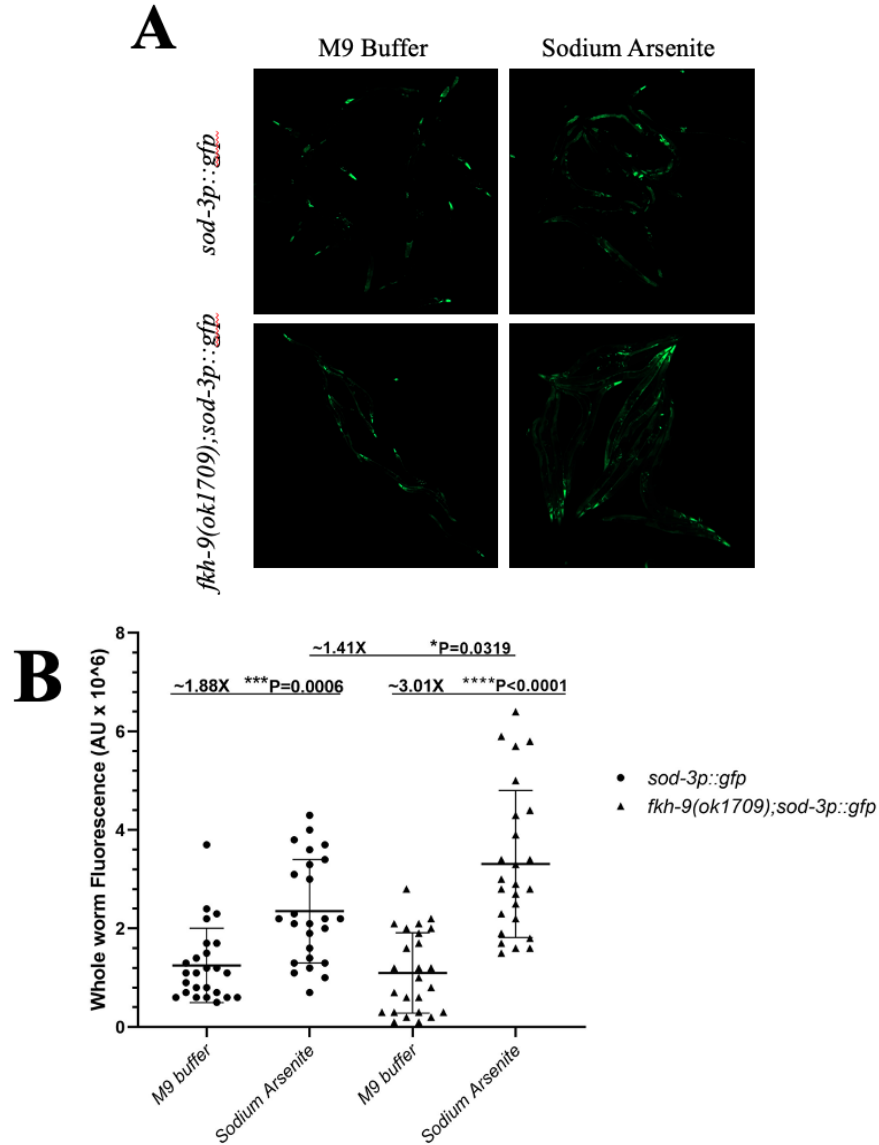 A
M9 Buffer
Sodium Arsenite
sod-3p::gfp
fkh-9(ok1709);sod-3p::gfp
B
Whole worm Fluorescence (AU x 10^6)
8
6
4
2
0
~1.41X *P=0.0319
~1.88X ***P=0.0006
~3.01X ****P<0.0001
sod-3p::gfp
fkh-9(ok1709);sod-3p::gfp
M9 buffer
Sodium Arsenite
M9 buffer
Sodium Arsenite